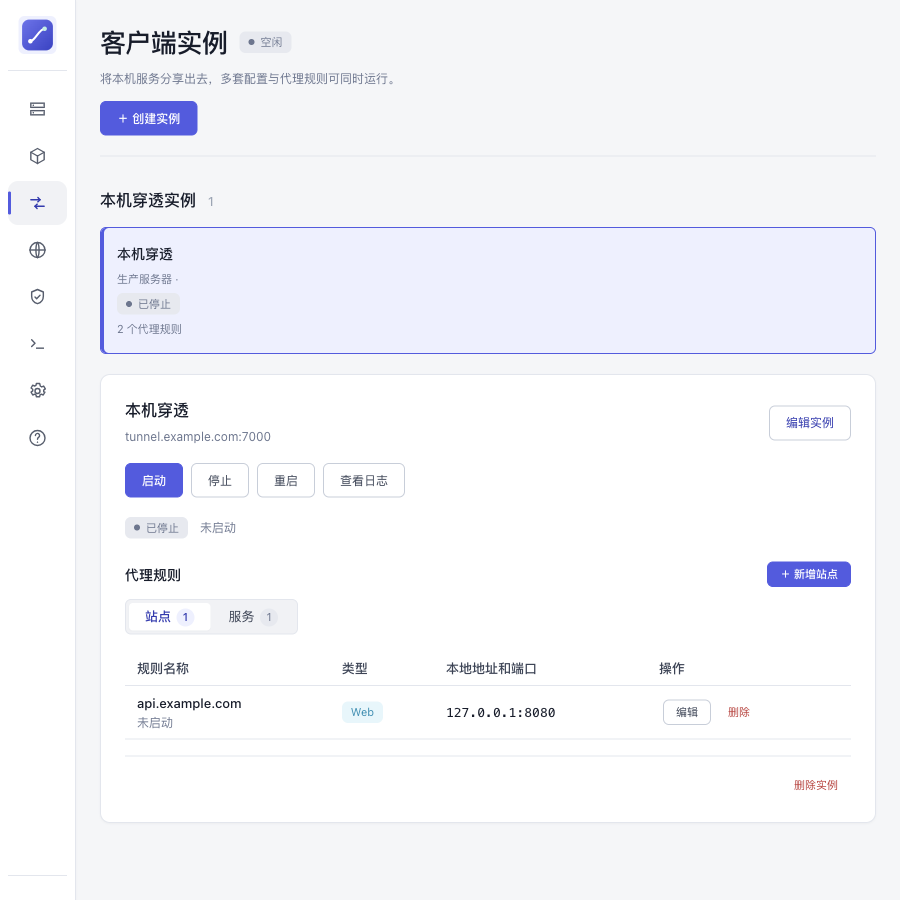 客户端实例 空闲
将本机服务分享出去，多套配置与代理规则可同时运行。
+ 创建实例
本机穿透实例 1
本机穿透
生产服务器 ·
已停止
2 个代理规则
本机穿透
tunnel.example.com:7000
编辑实例
启动 停止 重启 查看日志
已停止 未启动
代理规则
+ 新增站点
站点 1 服务 1
规则名称 类型 本地地址和端口 操作
api.example.com
未启动
Web
127.0.0.1:8080
编辑 删除
删除实例